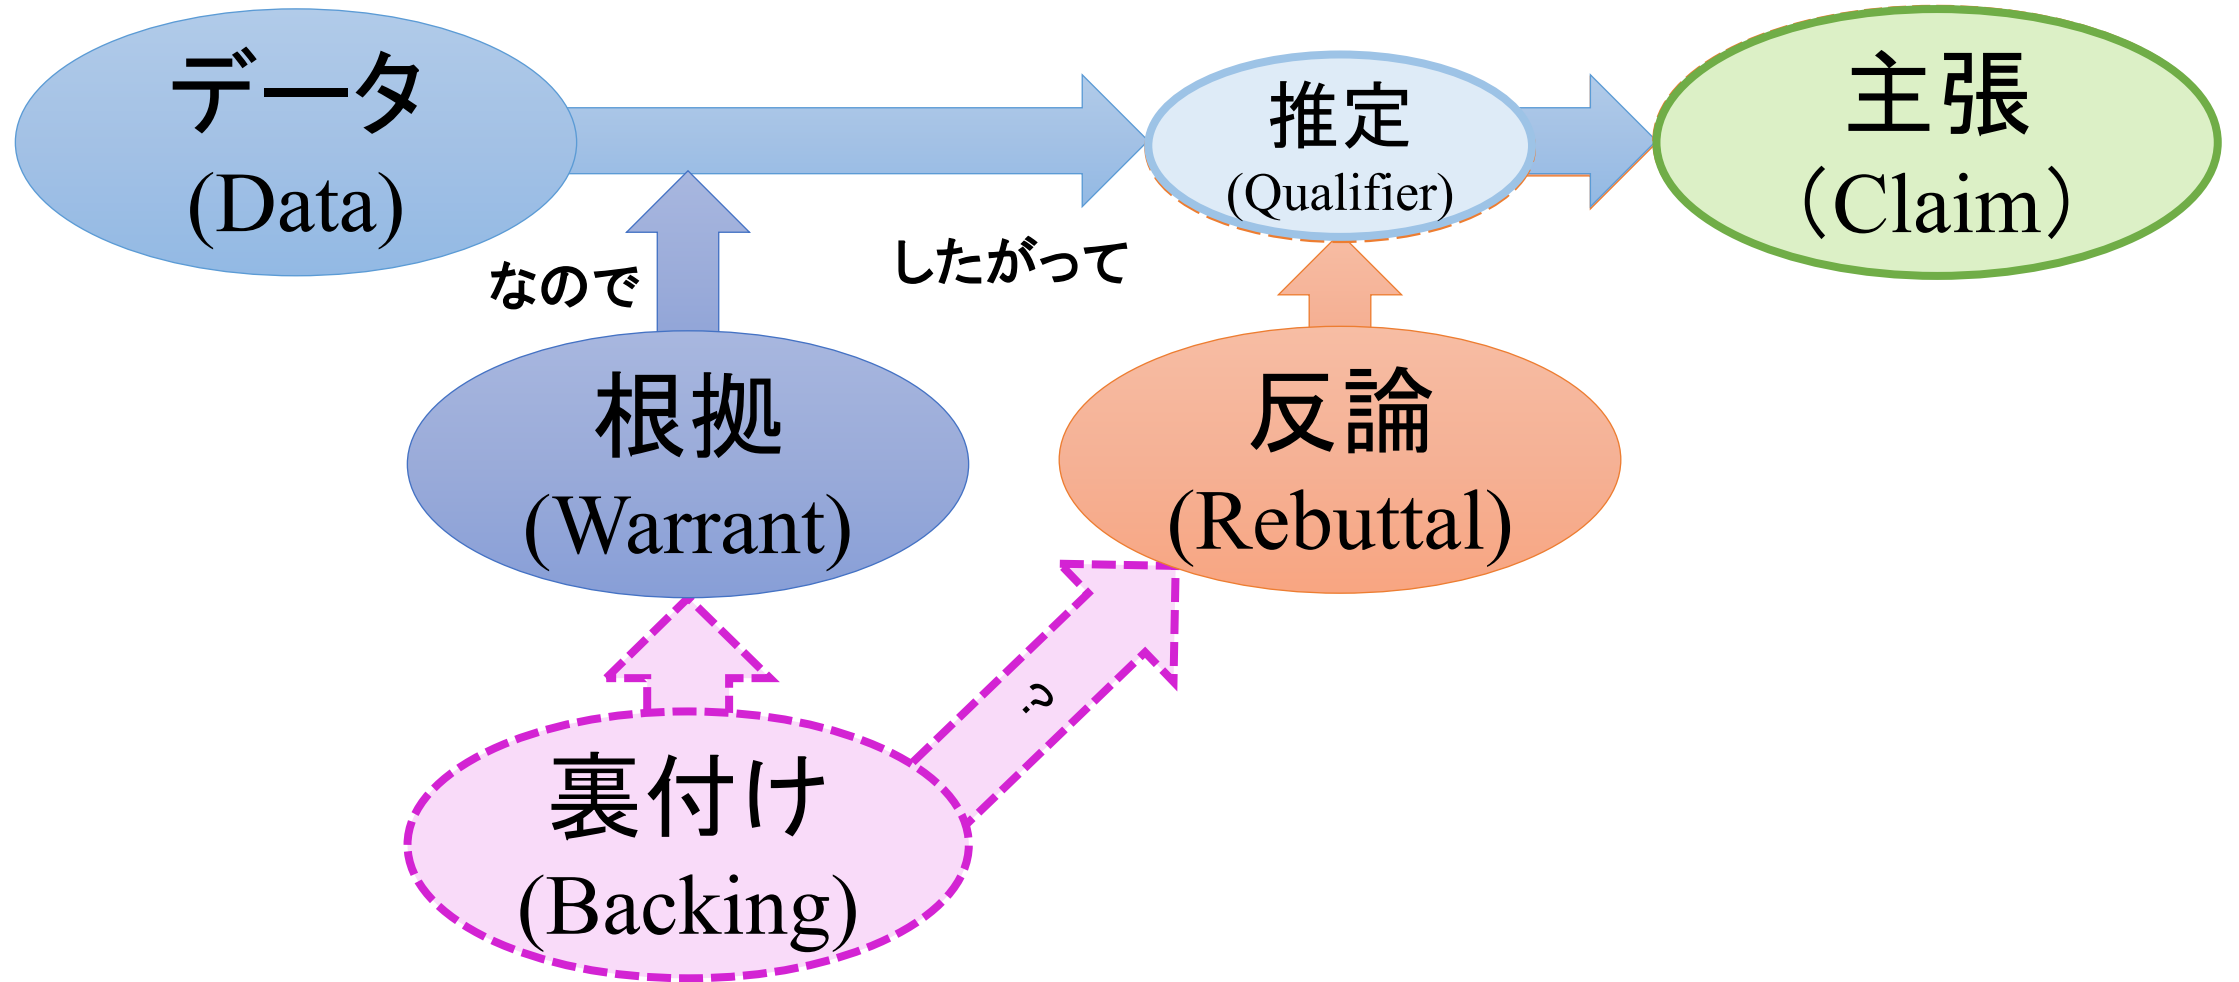 データ
(Data)
推定
(Qualifier)
主張
（Claim）
なので
したがって
根拠
(Warrant)
反論
(Rebuttal)
?
裏付け
(Backing)